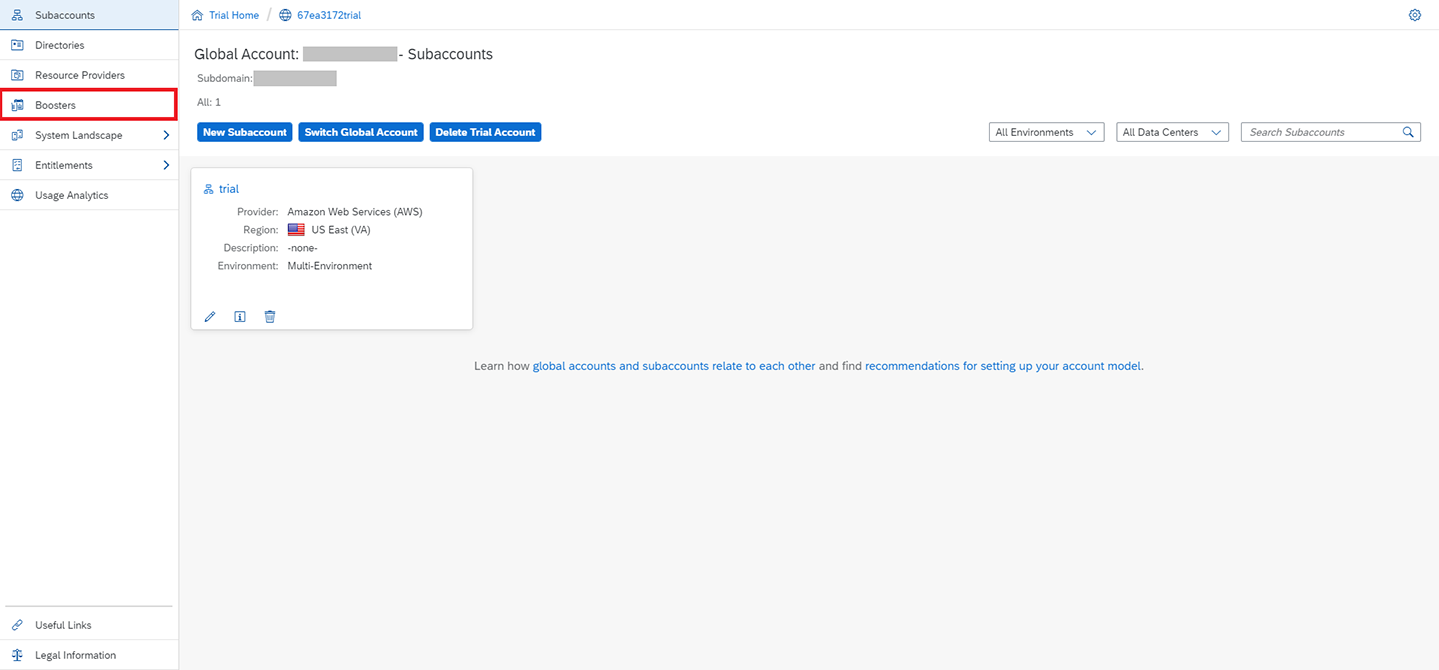 Subaccounts
Directories
Resource Providers
Boosters
System Landscape
Entitlements
Usage Analytics
Useful Links
Legal Information
Trial Home / 67ea3172trial
Global Account: - Subaccounts
Subdomain:
All: 1
New Subaccount Switch Global Account Delete Trial Account All Environments All Data Centers Search Subaccounts
trial
Provider: Amazon Web Services (AWS)
Region: US East (VA)
Description: -none-
Environment: Multi-Environment
Learn how global accounts and subaccounts relate to each other and find recommendations for setting up your account model.